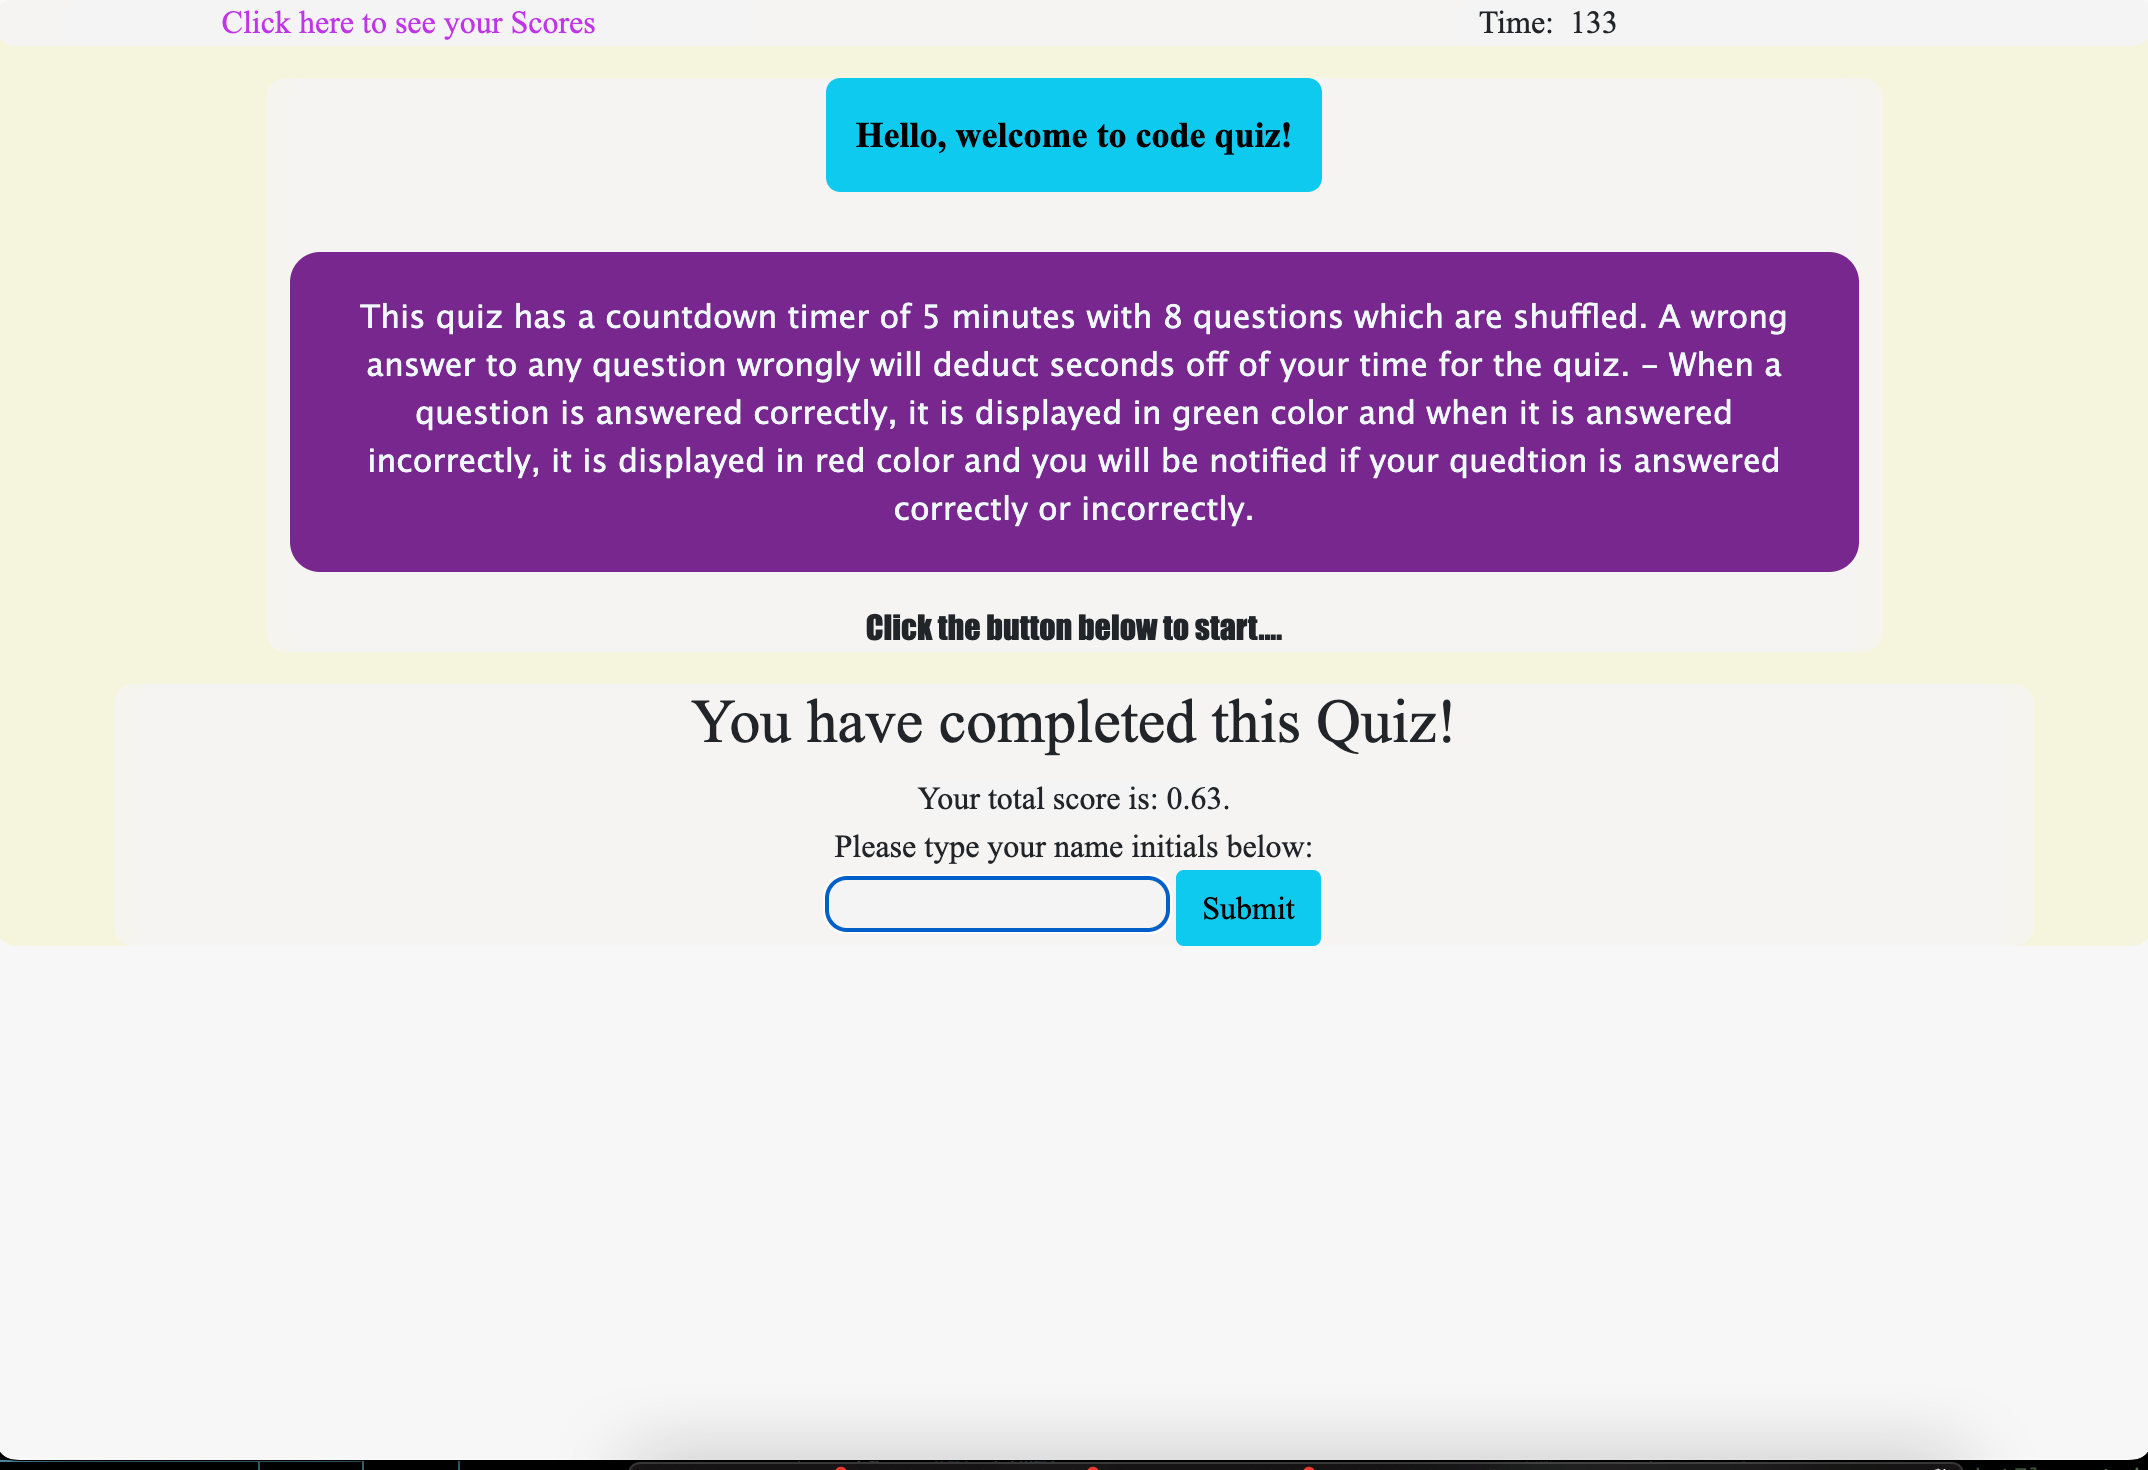 Click here to see your Scores
Time: 133
Hello, welcome to code quiz!
This quiz has a countdown timer of 5 minutes with 8 questions which are shuffled. A wrong
answer to any question wrongly will deduct seconds off of your time for the quiz. – When a
question is answered correctly, it is displayed in green color and when it is answered
incorrectly, it is displayed in red color and you will be notified if your quedtion is answered
correctly or incorrectly.
Click the button below to start....
You have completed this Quiz!
Your total score is: 0.63.
Please type your name initials below:
Submit